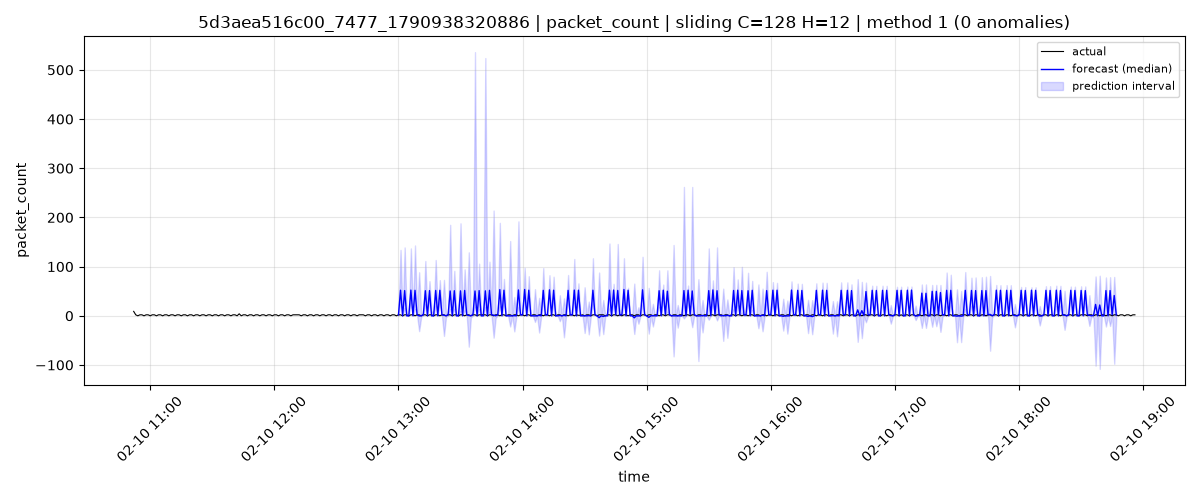 5d3aea516c00_7477_1790938320886 | packet_count | sliding C=128 H=12 | method 1 (0 anomalies)
actual
forecast (median)
prediction interval
packet_count
500
400
300
200
100
0
−100
02-10 11:00
02-10 12:00
02-10 13:00
02-10 14:00
02-10 15:00
02-10 16:00
02-10 17:00
02-10 18:00
02-10 19:00
time